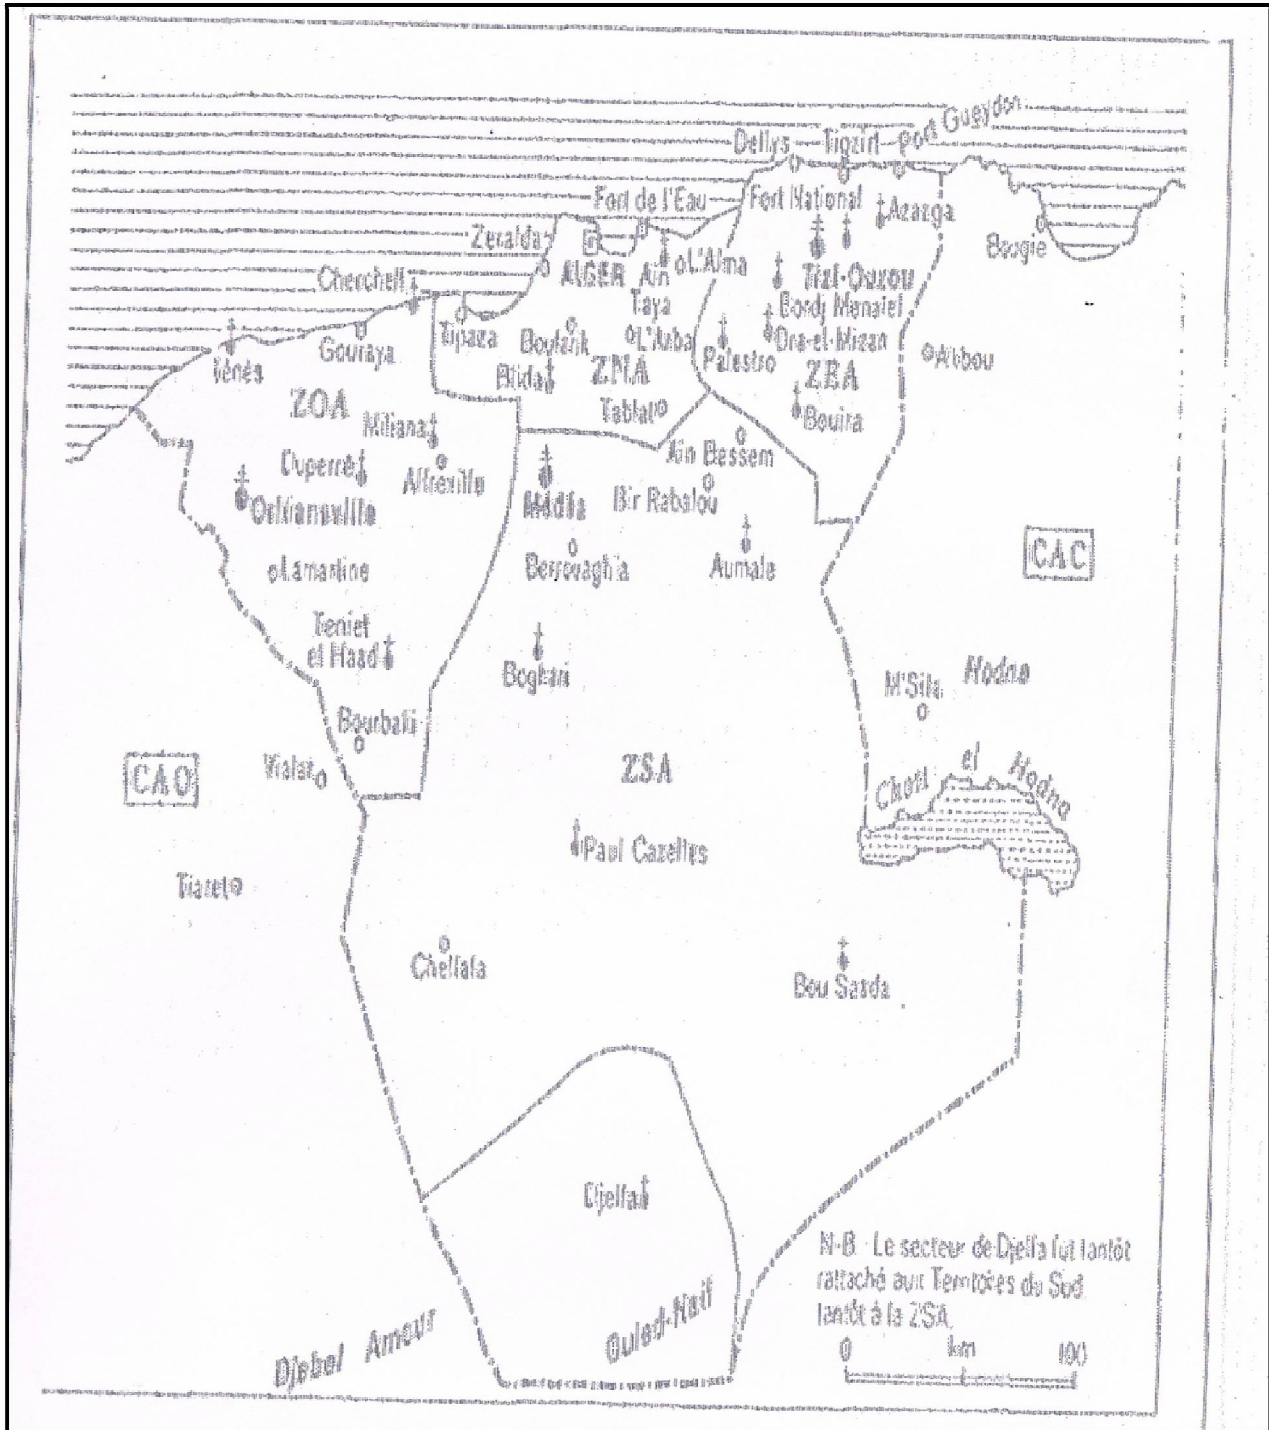 Port Gueydon
Dellys Tigzirt
Fort de l'Eau Fort National
Azazga
Zeralda
Bougie
ALGER Ain Taya
L'Alma
Tizi-Ouzou
Cherchell
Bordj Menaiel
Tipaza
Boufarik
L'Arba
Palestro
Dra-el-Mizan
Akbou
Gouraya
Ténès
Blida
ZNA
ZEA
ZOA
Tablat
Bouira
Miliana
Aïn Bessem
Duperré
Affreville
Orléansville
Médéa
Bir Rabalou
CAC
Lamartine
Berrouaghia
Aumale
Teniet
el Haad
Boghari
M'Sila
Hodna
Bourbaki
CAO
Vialar
ZSA
Chott el Hodna
Paul Cazelles
Tiaret
Chellala
Bou Saada
Djelfa
N-B. Le secteur de Djelfa fut tantôt
rattaché aux Territoires du Sud
tantôt à la ZSA.
Ouled-Naïl
Djebel Amour
0 km 100